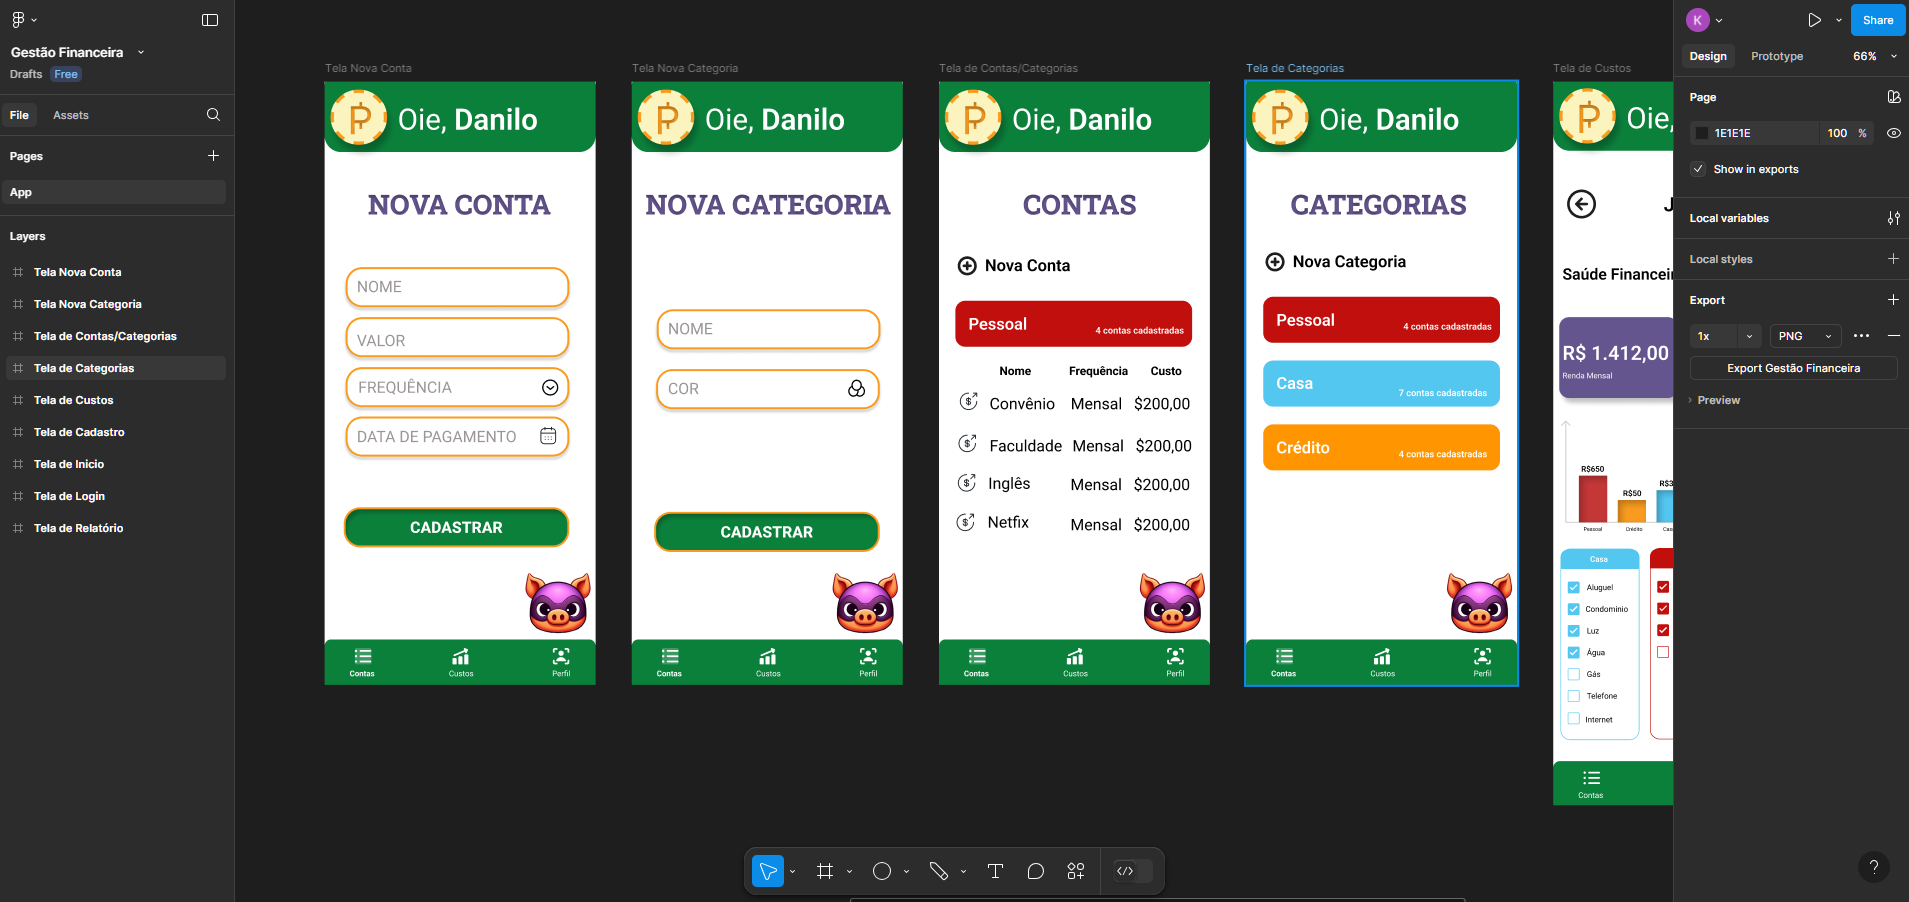 Gestão Financeira
Drafts Free
File Assets
Pages
App
Layers
Tela Nova Conta
Tela Nova Categoria
Tela de Contas/Categorias
Tela de Categorias
Tela de Custos
Tela de Cadastro
Tela de Inicio
Tela de Login
Tela de Relatório
Tela Nova Conta
Oie, Danilo
NOVA CONTA
NOME
VALOR
FREQUÊNCIA
DATA DE PAGAMENTO
CADASTRAR
Contas Custos Perfil
Tela Nova Categoria
Oie, Danilo
NOVA CATEGORIA
NOME
COR
CADASTRAR
Contas Custos Perfil
Tela de Contas/Categorias
Oie, Danilo
CONTAS
Nova Conta
Pessoal 4 contas cadastradas
Nome Frequência Custo
Convênio Mensal $200,00
Faculdade Mensal $200,00
Inglês Mensal $200,00
Netfix Mensal $200,00
Contas Custos Perfil
Tela de Categorias
Oie, Danilo
CATEGORIAS
Nova Categoria
Pessoal 4 contas cadastradas
Casa 7 contas cadastradas
Crédito 4 contas cadastradas
Contas Custos Perfil
Tela de Custos
Oie,
J
Saúde Financei
R$ 1.412,00
Renda Mensal
R$650
R$50
R$3
Pessoal Crédito Cas
Casa
Aluguel
Condominio
Luz
Água
Gás
Telefone
Internet
Contas
K
Share
Design Prototype 66%
Page
1E1E1E 100 %
Show in exports
Local variables
Local styles
Export
1x PNG
Export Gestão Financeira
Preview
?